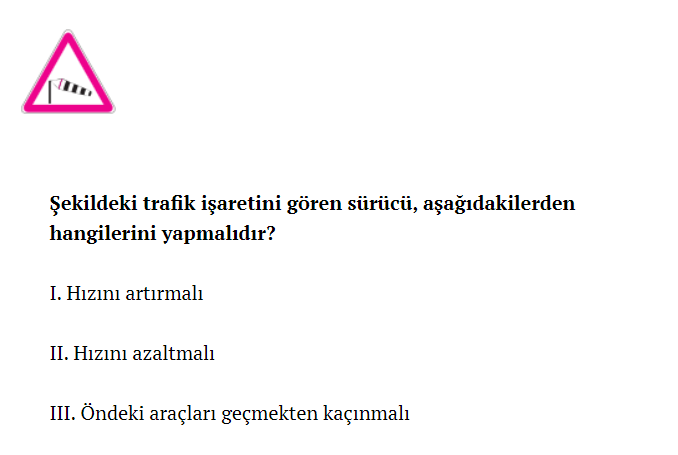 Şekildeki trafik işaretini gören sürücü, aşağıdakilerden
hangilerini yapmalıdır?
I. Hızını artırmalı
II. Hızını azaltmalı
III. Öndeki araçları geçmekten kaçınmalı